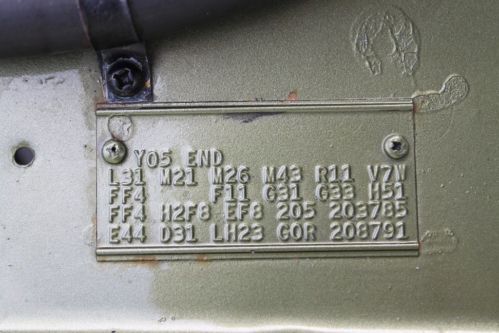 Y05 END
L31 M21 M26 M43 R11 V7W
FF4 F11 G31 G33 H51
FF4 H2F8 EF8 205 203785
E44 D31 LH23 GOR 208791